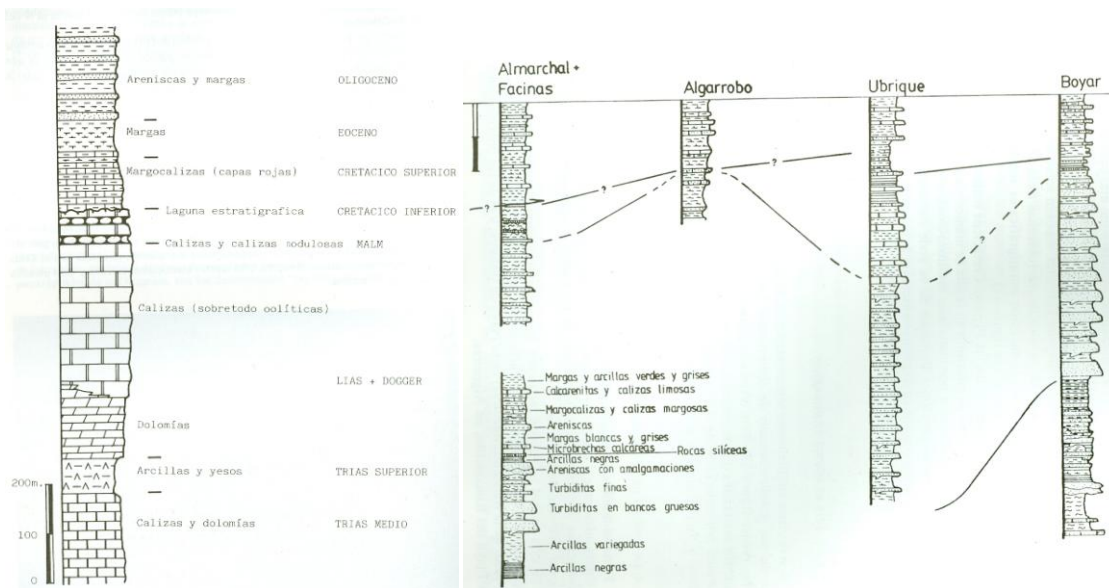 Areniscas y margas OLIGOCENO
Margas EOCENO
Margocalizas (capas rojas) CRETACICO SUPERIOR
Laguna estratigrafica CRETACICO INFERIOR
Calizas y calizas nodulosas MALM
Calizas (sobretodo oolíticas)
LIAS + DOGGER
Dolomías
Arcillas y yesos TRIAS SUPERIOR
Calizas y dolomías TRIAS MEDIO
200m.
100
0
Almarchal +
Facinas
Algarrobo
Ubrique
Boyar
?
?
?
?
?
Margas y arcillas verdes y grises
Calcarenitas y calizas limosas
Margocalizas y calizas margosas
Areniscas
Margas blancas y grises
Microbrechas calcáreas Rocas silíceas
Arcillas negras
Areniscas con amalgamaciones
Turbiditas finas
Turbiditas en bancos gruesos
Arcillas variegadas
Arcillas negras